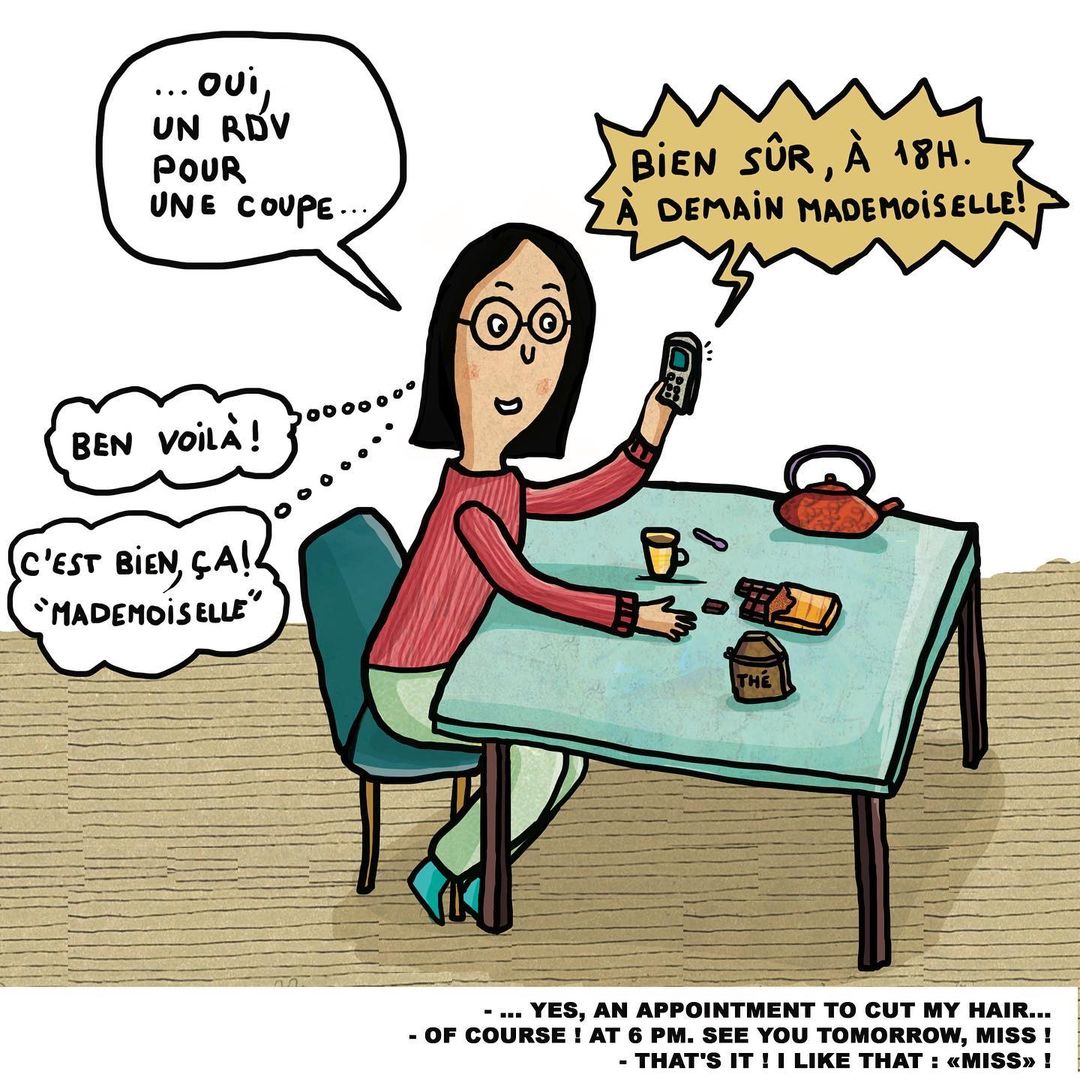 ...OUI,
UN RDV
POUR
UNE COUPE...
BIEN SÛR, À 18H.
À DEMAIN MADEMOISELLE!
BEN VOILÀ!
C'EST BIEN, ÇA!
"MADEMOISELLE"
THÉ
- ... YES, AN APPOINTMENT TO CUT MY HAIR...
- OF COURSE ! AT 6 PM. SEE YOU TOMORROW, MISS !
- THAT'S IT ! I LIKE THAT : «MISS» !